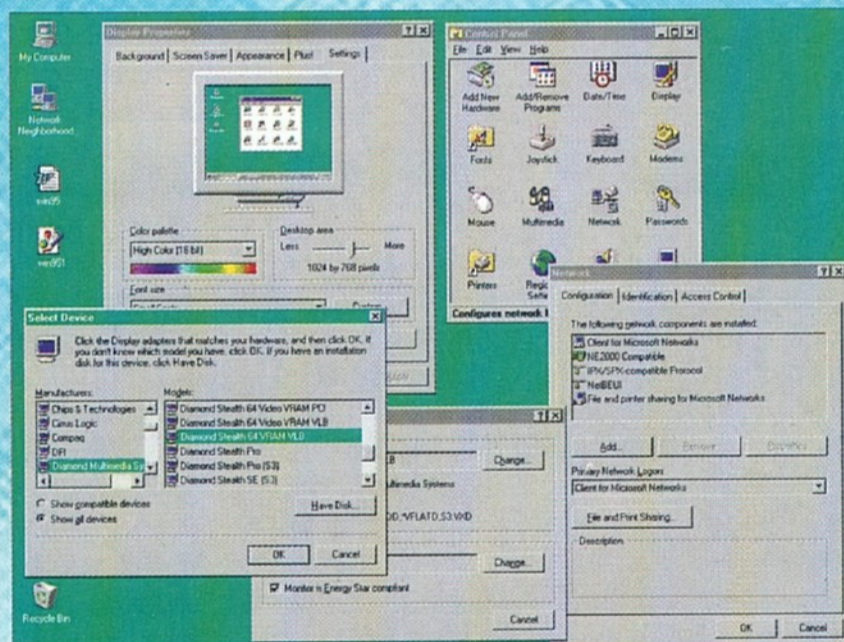 My Computer
Network Neighborhood
win95
win951
Recycle Bin
Display Properties
Background
Screen Saver
Appearance
Plus!
Settings
Color palette
High Color (16 bit)
Desktop area
Less
More
1024 by 768 pixels
Font size
Control Panel
File Edit View Help
Add New Hardware
Add/Remove Programs
Date/Time
Display
Fonts
Joystick
Keyboard
Modems
Mouse
Multimedia
Network
Passwords
Printers
Configures network
Select Device
Click the Display adapters that matches your hardware, and then click OK. If
you don't know which model you have, click OK. If you have an installation
disk for this device, click Have Disk.
Manufacturers:
Chips & Technologies
Cirrus Logic
Compaq
DFI
Diamond Multimedia Sy
Models:
Diamond Stealth 64 Video VRAM PCI
Diamond Stealth 64 Video VRAM VLB
Diamond Stealth 64 VRAM VLB
Diamond Stealth Pro
Diamond Stealth Pro (S3)
Diamond Stealth SE (S3)
Show compatible devices
Show all devices
Have Disk...
OK
Cancel
LB
Change...
ultimedia Systems
DD,*VFLATD,S3.VXD
Change...
Monitor is Energy Star compliant
Cancel
Network
Configuration
Identification
Access Control
The following network components are installed:
Client for Microsoft Networks
NE2000 Compatible
IPX/SPX-compatible Protocol
NetBEUI
File and printer sharing for Microsoft Networks
Add...
Remove
Properties
Primary Network Logon:
Client for Microsoft Networks
File and Print Sharing...
Description
OK
Cancel